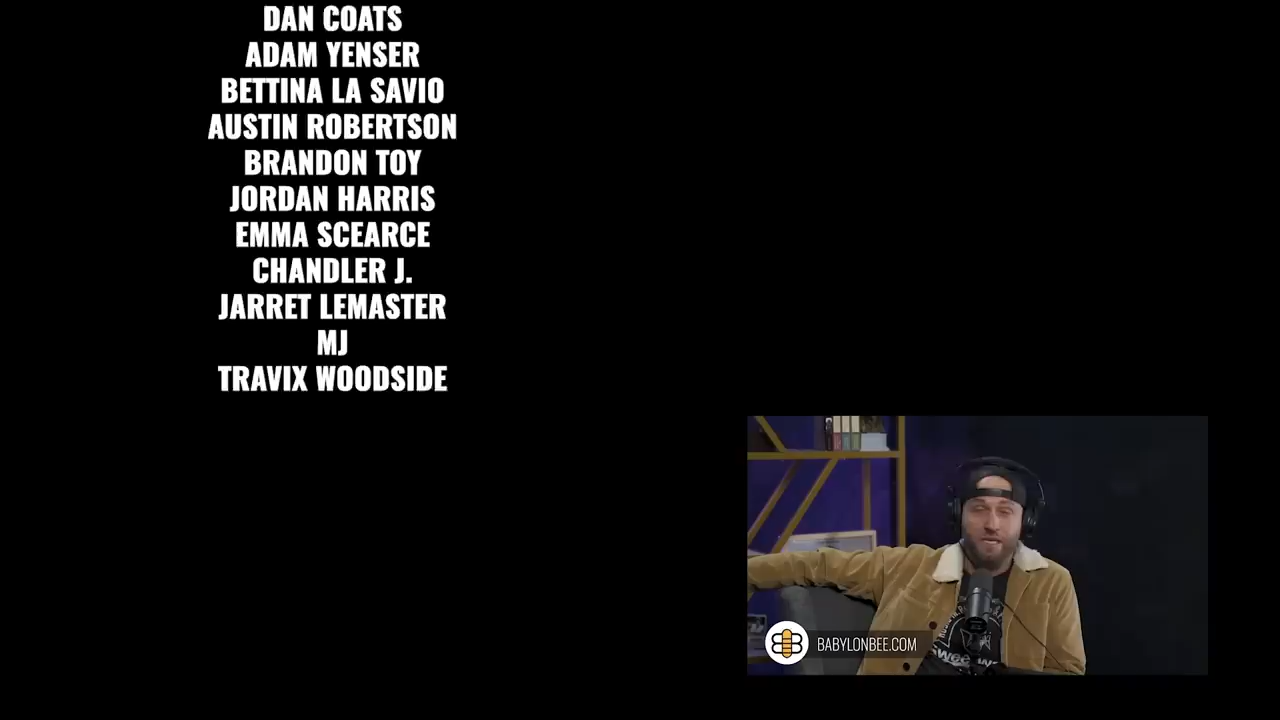 DAN COATS
ADAM YENSER
BETTINA LA SAVIO
AUSTIN ROBERTSON
BRANDON TOY
JORDAN HARRIS
EMMA SCEARCE
CHANDLER J.
JARRET LEMASTER
MJ
TRAVIX WOODSIDE
BABYLONBEE.COM